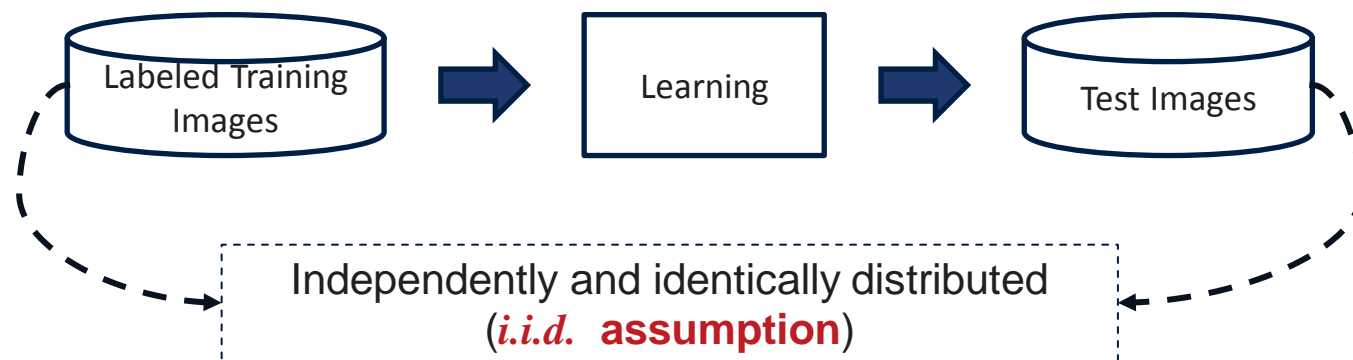 Labeled Training
Images
Learning
Test Images
Independently and identically distributed
(i.i.d. assumption)